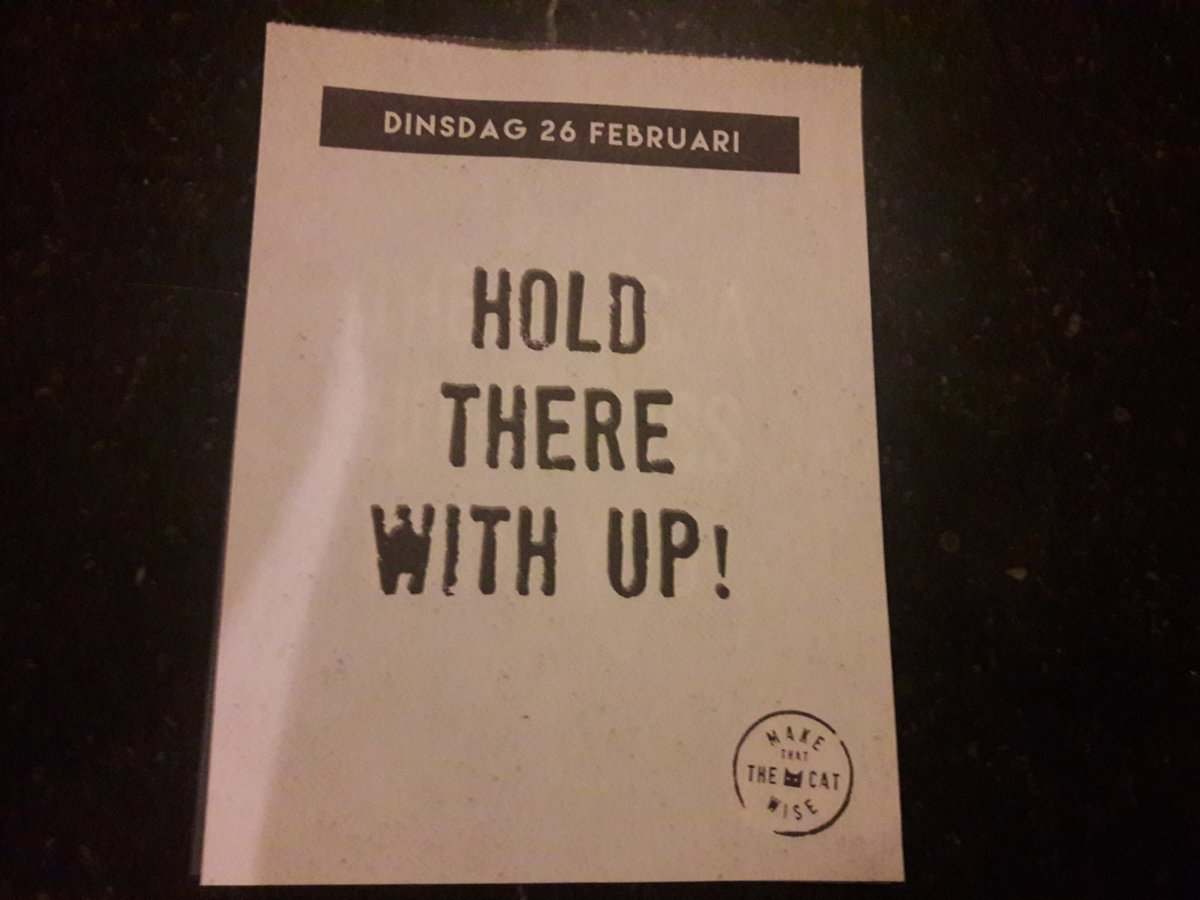 DINSDAG 26 FEBRUARI
HOLD
THERE
WITH UP!
MAKE
THAT
THE CAT
WISE